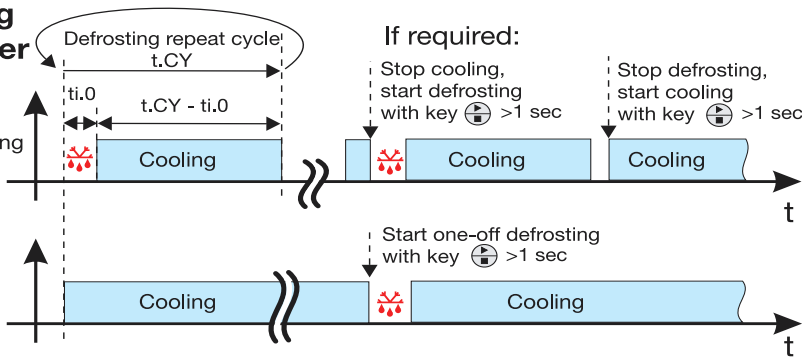 Defrosting repeat cycle
t.CY
If required:
ti.0
t.CY - ti.0
Stop cooling,
start defrosting
with key >1 sec
Stop defrosting,
start cooling
with key >1 sec
Cooling
Cooling
Cooling
t
Start one-off defrosting
with key >1 sec
Cooling
Cooling
t